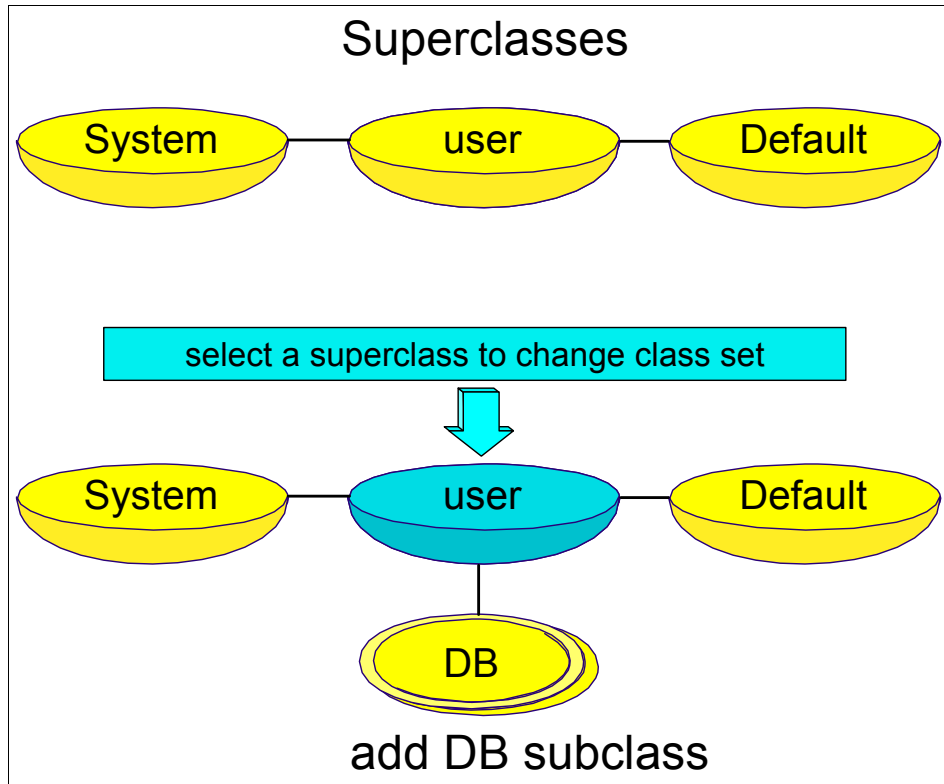 Superclasses
System
user
Default
select a superclass to change class set
System
user
Default
DB
add DB subclass